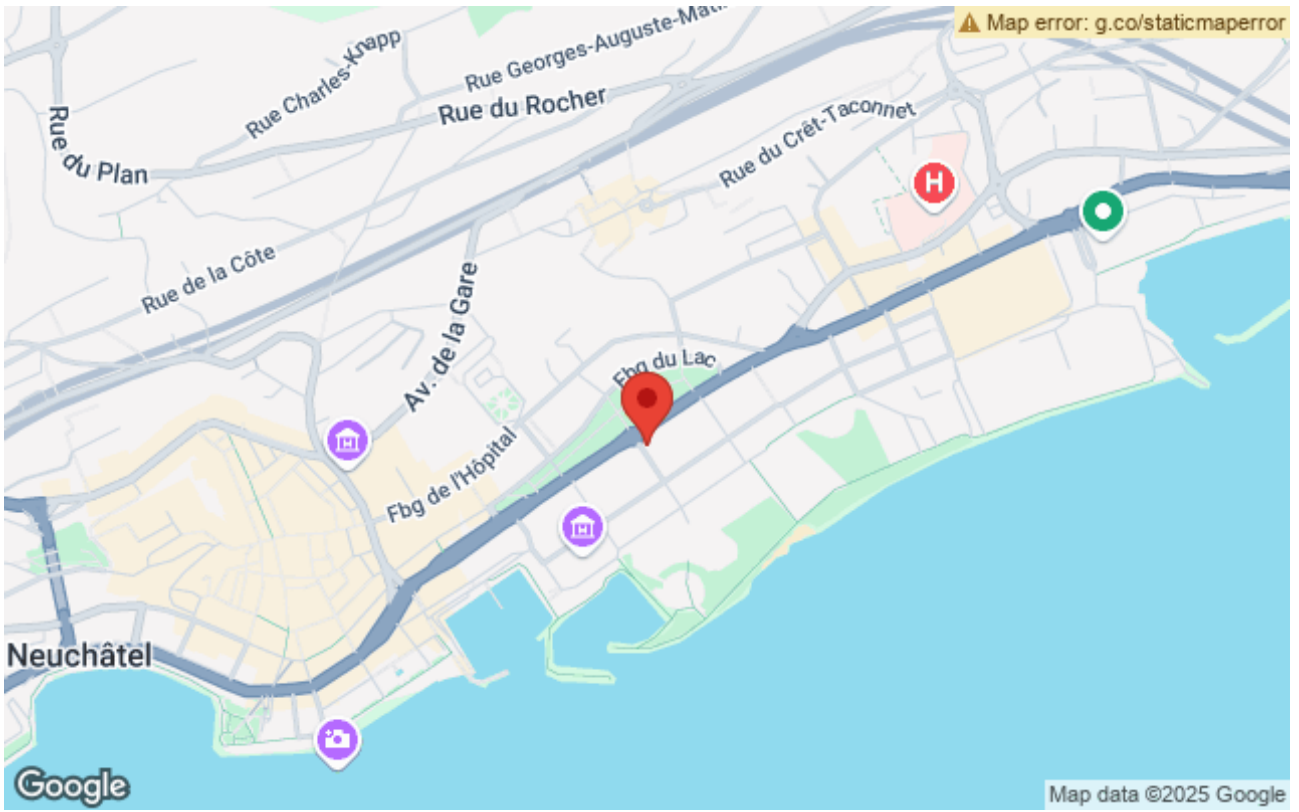 Map error: g.co/staticmaperror
Rue Charles-Knapp
Rue Georges-Auguste-Mati
Rue du Rocher
Rue du Plan
Rue du Crêt-Taconnet
H
Rue de la Côte
Av. de la Gare
Fbg du Lac
Fbg de l'Hôpital
Neuchâtel
Google
Map data ©2025 Google